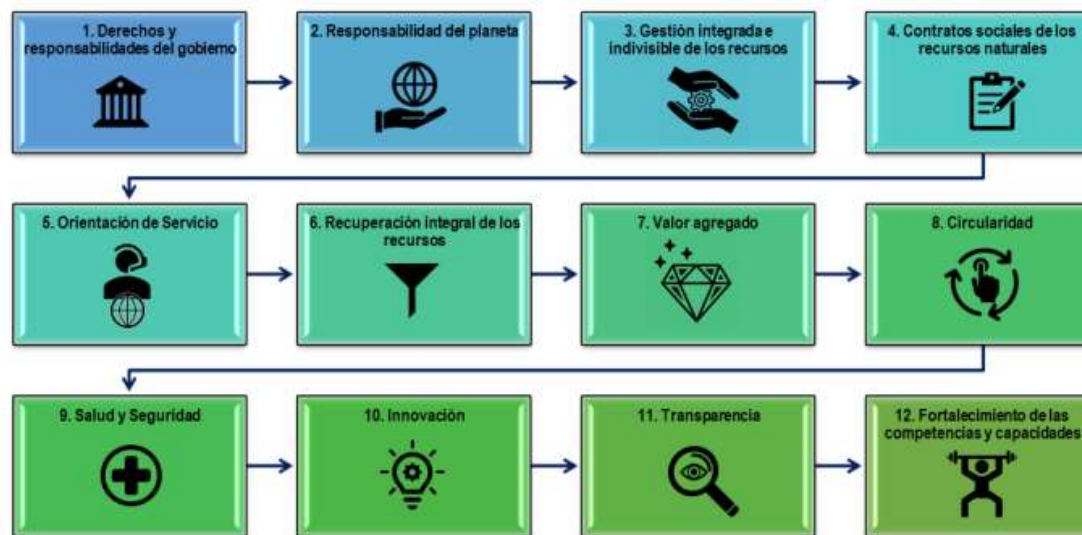 1. Derechos y
responsabilidades del gobierno
2. Responsabilidad del planeta
3. Gestión integrada e
indivisible de los recursos
4. Contratos sociales de los
recursos naturales
5. Orientación de Servicio
6. Recuperación integral de los
recursos
7. Valor agregado
8. Circularidad
9. Salud y Seguridad
10. Innovación
11. Transparencia
12. Fortalecimiento de las
competencias y capacidades